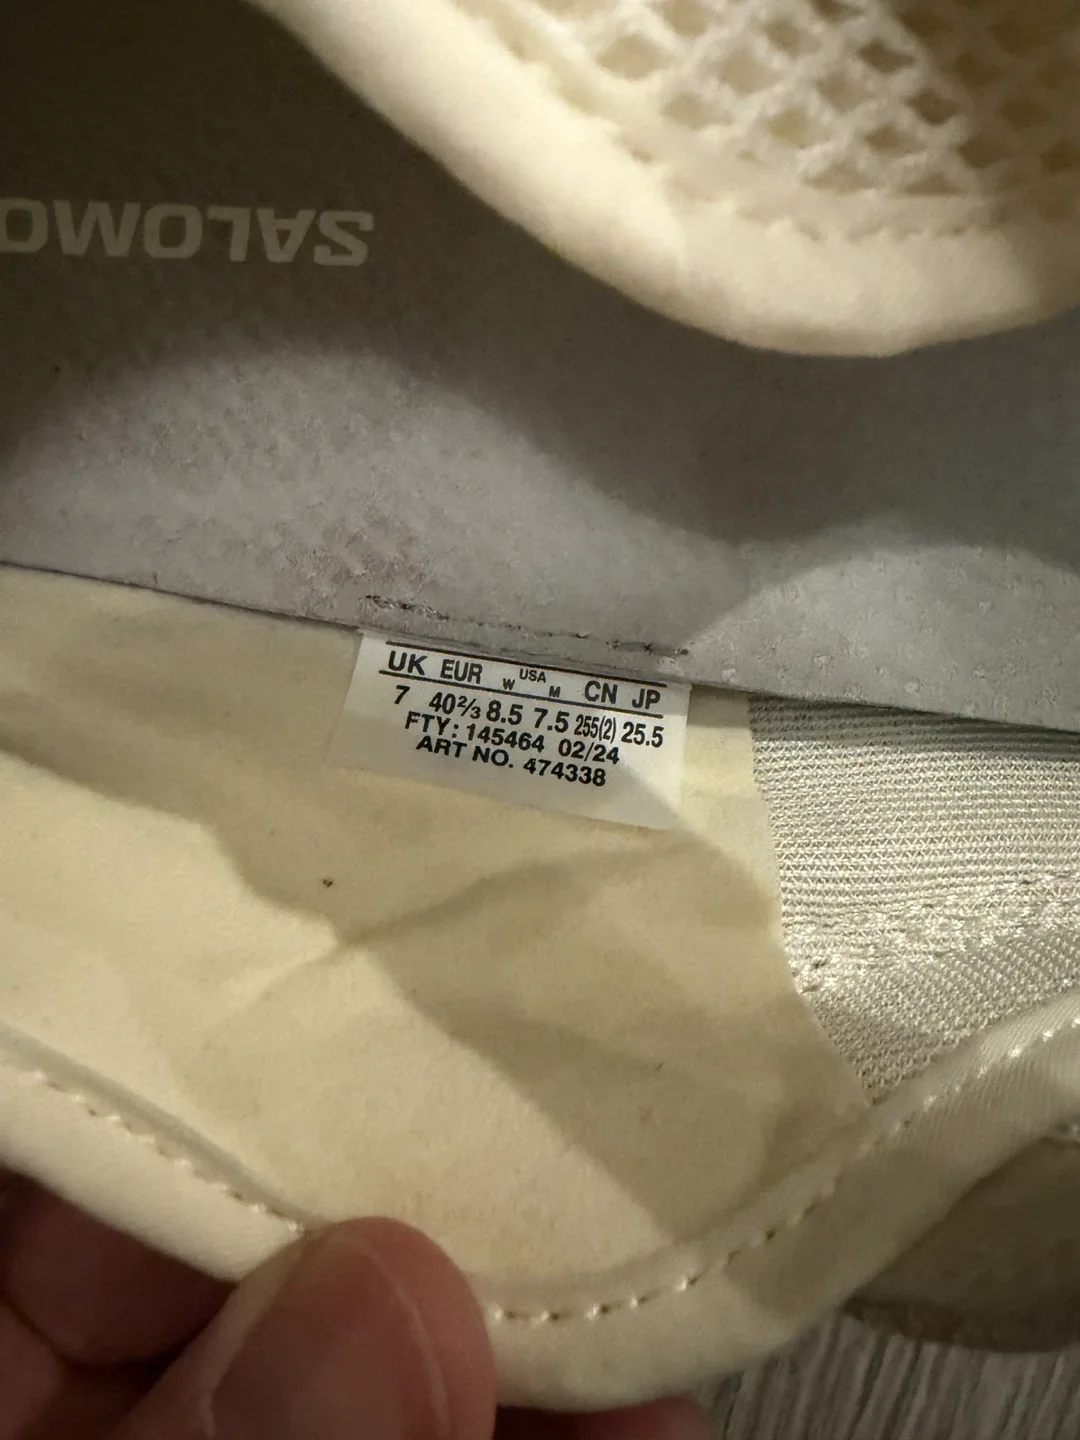 SALOMO
UK EUR W USA M CN JP
7 40⅔ 8.5 7.5 255(2) 25.5
FTY: 145464 02/24
ART NO. 474338